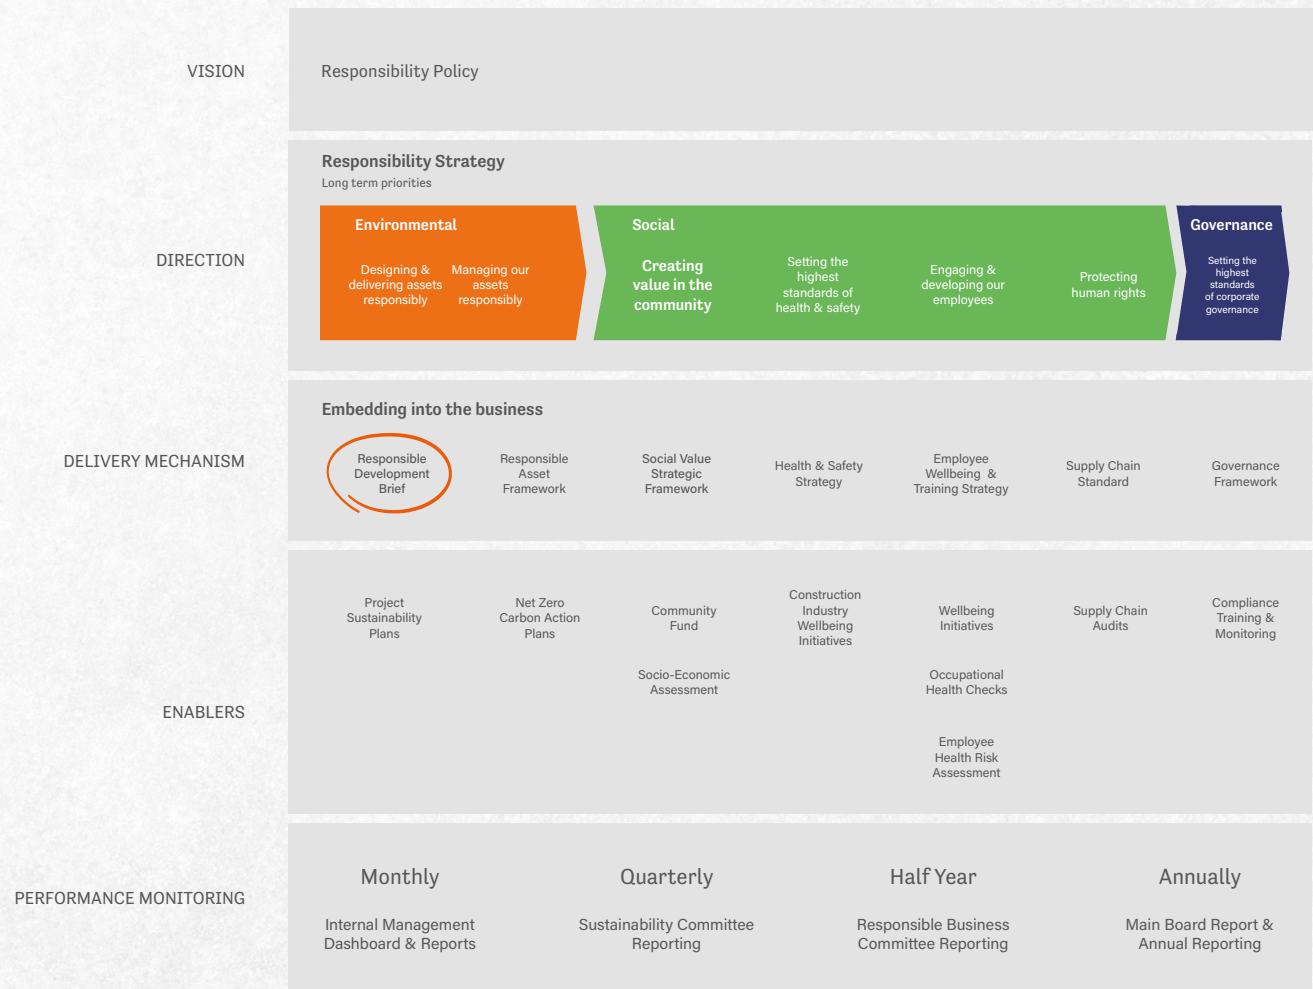 VISION
Responsibility Policy
DIRECTION
Responsibility Strategy
Long term priorities
Environmental
Designing &
delivering assets
responsibly
Managing our
assets
responsibly
Social
Creating
value in the
community
Setting the
highest
standards of
health & safety
Engaging &
developing our
employees
Protecting
human rights
Governance
Setting the
highest
standards
of corporate
governance
DELIVERY MECHANISM
Embedding into the business
Responsible
Development
Brief
Responsible
Asset
Framework
Social Value
Strategic
Framework
Health & Safety
Strategy
Employee
Wellbeing &
Training Strategy
Supply Chain
Standard
Governance
Framework
ENABLERS
Project
Sustainability
Plans
Net Zero
Carbon Action
Plans
Community
Fund
Socio-Economic
Assessment
Construction
Industry
Wellbeing
Initiatives
Wellbeing
Initiatives
Occupational
Health Checks
Employee
Health Risk
Assessment
Supply Chain
Audits
Compliance
Training &
Monitoring
PERFORMANCE MONITORING
Monthly
Internal Management
Dashboard & Reports
Quarterly
Sustainability Committee
Reporting
Half Year
Responsible Business
Committee Reporting
Annually
Main Board Report &
Annual Reporting